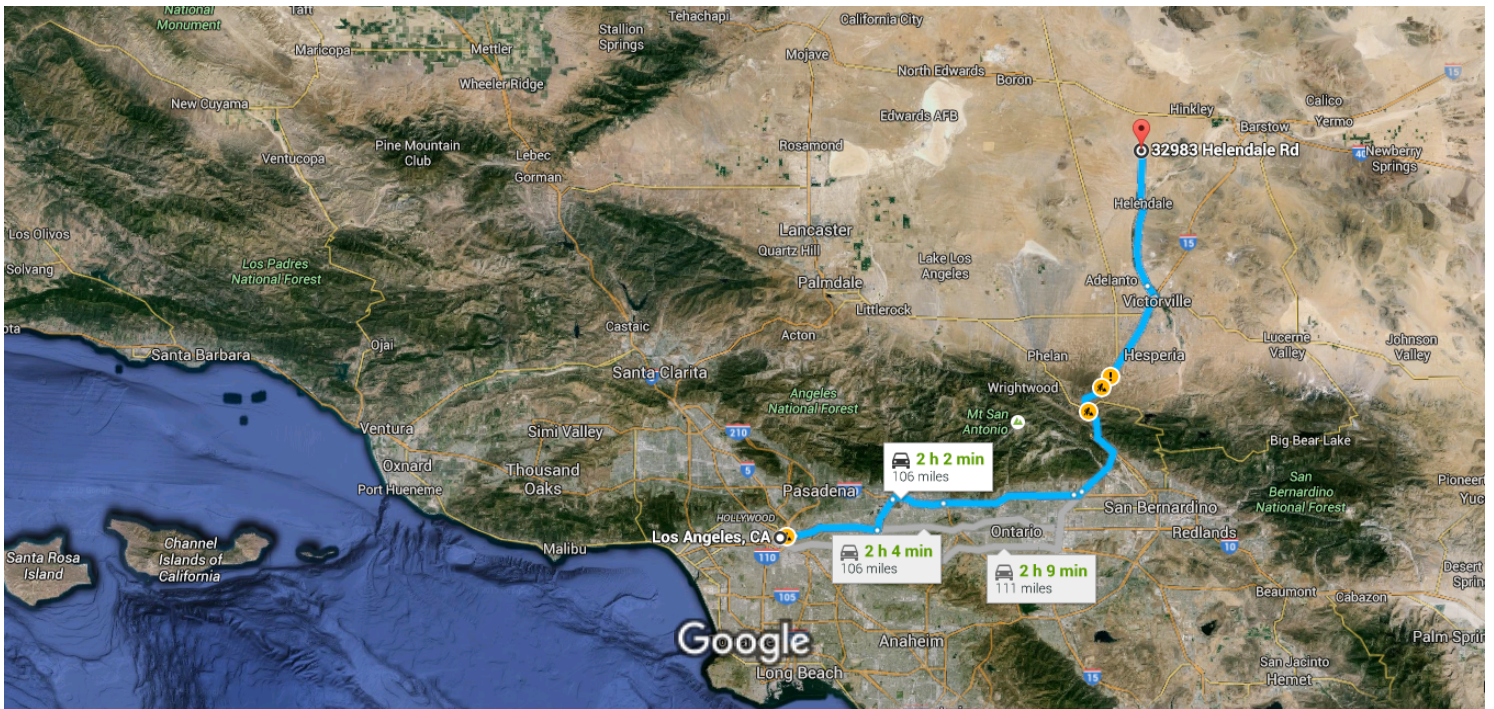 National
Monument
Taft
Tehachapi
California City
Maricopa
Mettler
Stallion
Springs
Mojave
North Edwards
Boron
15
Wheeler Ridge
New Cuyama
Edwards AFB
Hinkley
Calico
Yermo
Barstow
Ventucopa
Pine Mountain
Club
Lebec
Gorman
Rosamond
32983 Helendale Rd
40
Newberry
Springs
Helendale
Los Olivos
Solvang
Los Padres
National Forest
Lancaster
Quartz Hill
Lake Los
Angeles
15
Palmdale
Littlerock
Adelanto
Victorville
Castaic
Acton
Ojai
Santa Barbara
Santa Clarita
Phelan
Hesperia
Lucerne
Valley
Johnson
Valley
Wrightwood
Angeles
National Forest
Mt San
Antonio
Ventura
Simi Valley
210
5
Big Bear Lake
Oxnard
Thousand
Oaks
Port Hueneme
2 h 2 min
106 miles
Pasadena
San
Bernardino
National Forest
San Bernardino
HOLLYWOOD
Los Angeles, CA
Ontario
Redlands
10
Malibu
110
2 h 4 min
106 miles
2 h 9 min
111 miles
Santa Rosa
Island
Channel
Islands of
California
105
Beaumont
Cabazon
Desert
Spring
Google
Anaheim
Palm Sprin
Long Beach
15
San Jacinto
Hemet